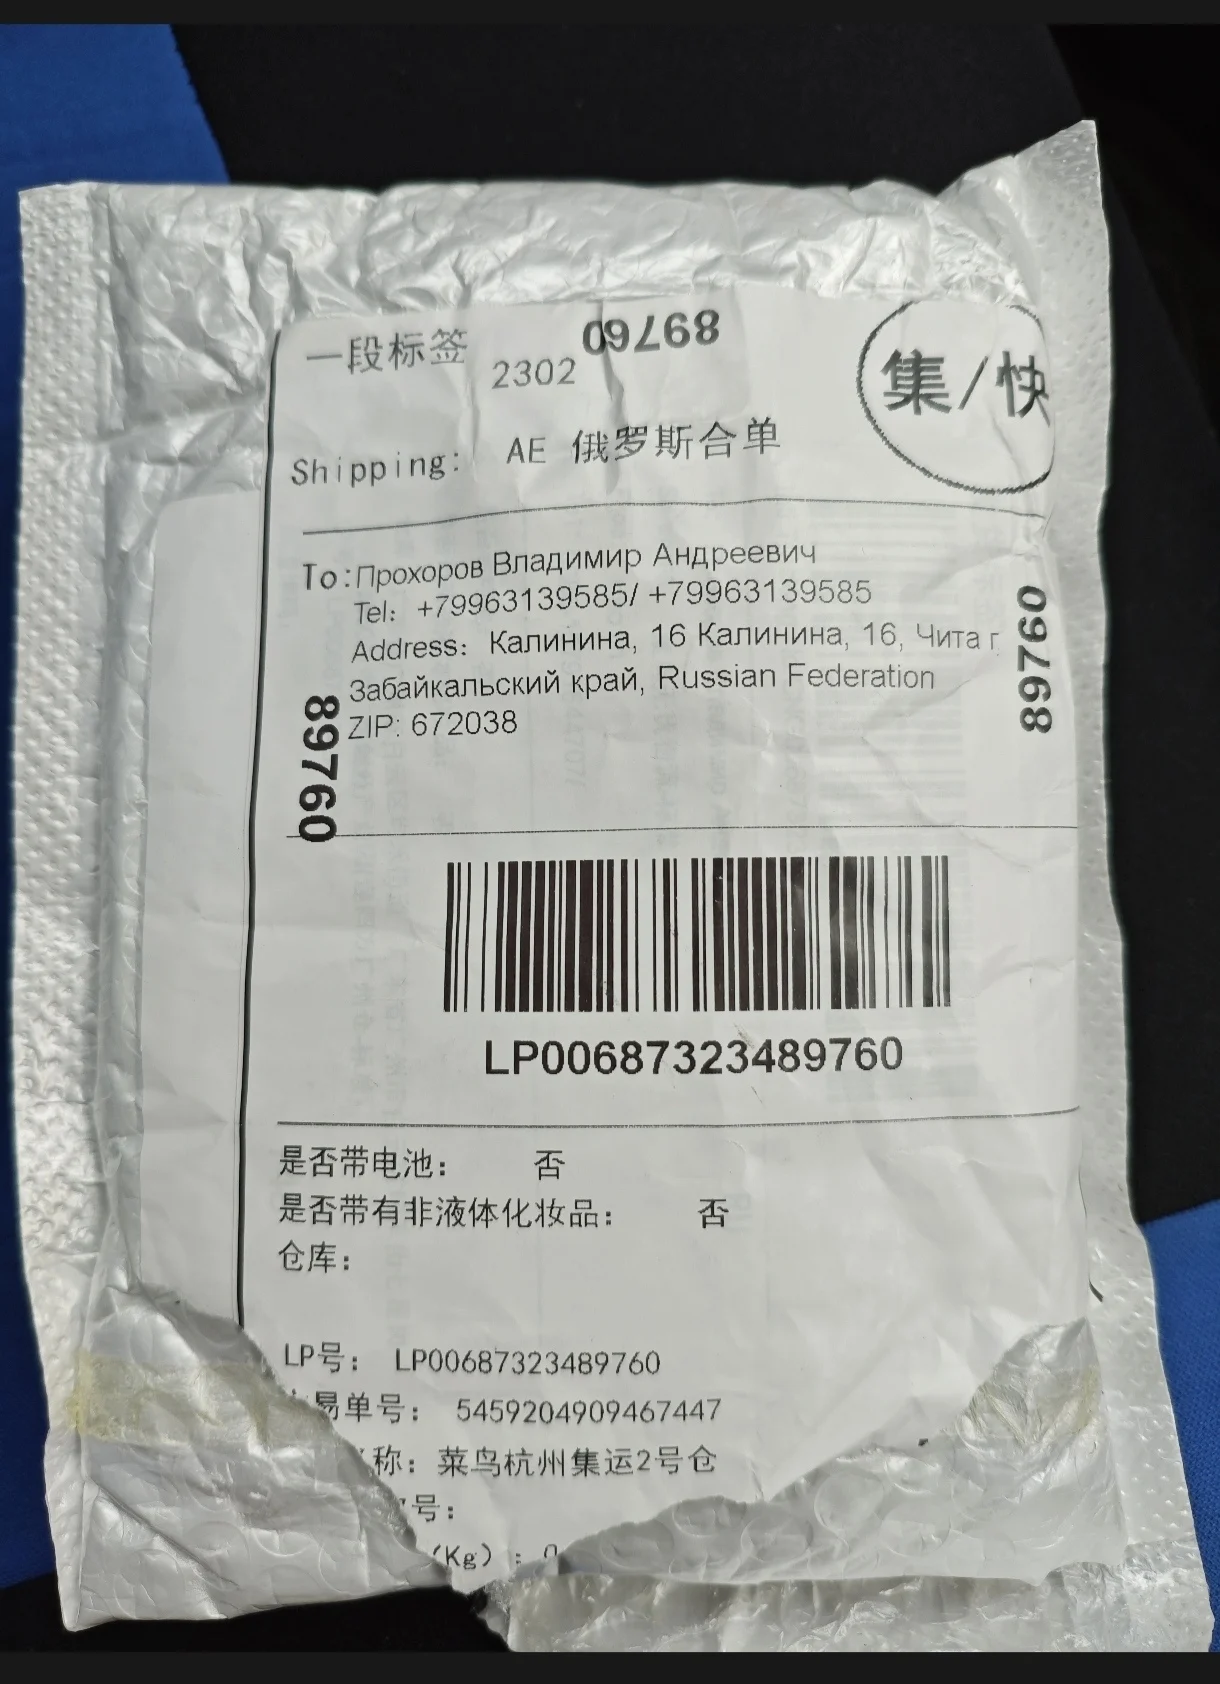 一段标签
2302
89760
集/快
Shipping: AE 俄罗斯合单
To:Прохоров Владимир Андреевич
Tel: +79963139585/ +79963139585
Address: Калинина, 16 Калинина, 16, Чита г
Забайкальский край, Russian Federation
ZIP: 672038
89760
89760
LP00687323489760
是否带电池: 否
是否带有非液体化妆品: 否
仓库:
LP号: LP00687323489760
易单号: 5459204909467447
称: 菜鸟杭州集运2号仓
号:
(Kg) :